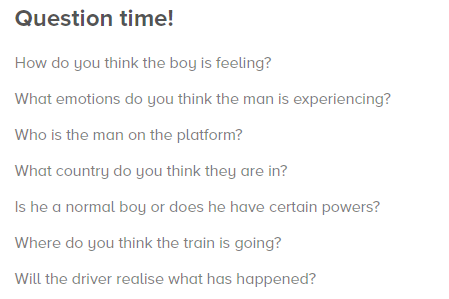 Question time!
How do you think the boy is feeling?
What emotions do you think the man is experiencing?
Who is the man on the platform?
What country do you think they are in?
Is he a normal boy or does he have certain powers?
Where do you think the train is going?
Will the driver realise what has happened?